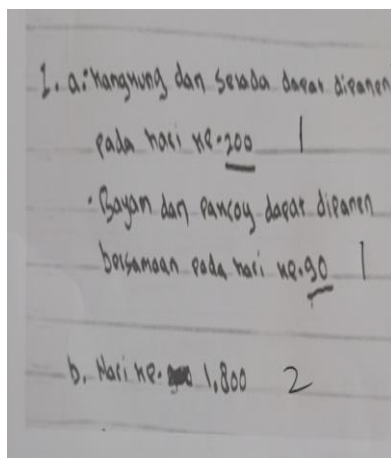 1. a. Kangkung dan Selada dapat dipanen
pada hari ke-200 1
• Bayam dan Pancoy dapat dipanen
bersamaan pada hari ke-90 1
b. Hari ke- 1,800 2